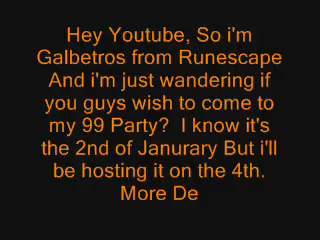 Hey Youtube, So i'm
Galbetros from Runescape
And i'm just wandering if
you guys wish to come to
my 99 Party?  I know it's
the 2nd of Janurary But i'll
be hosting it on the 4th.
More De